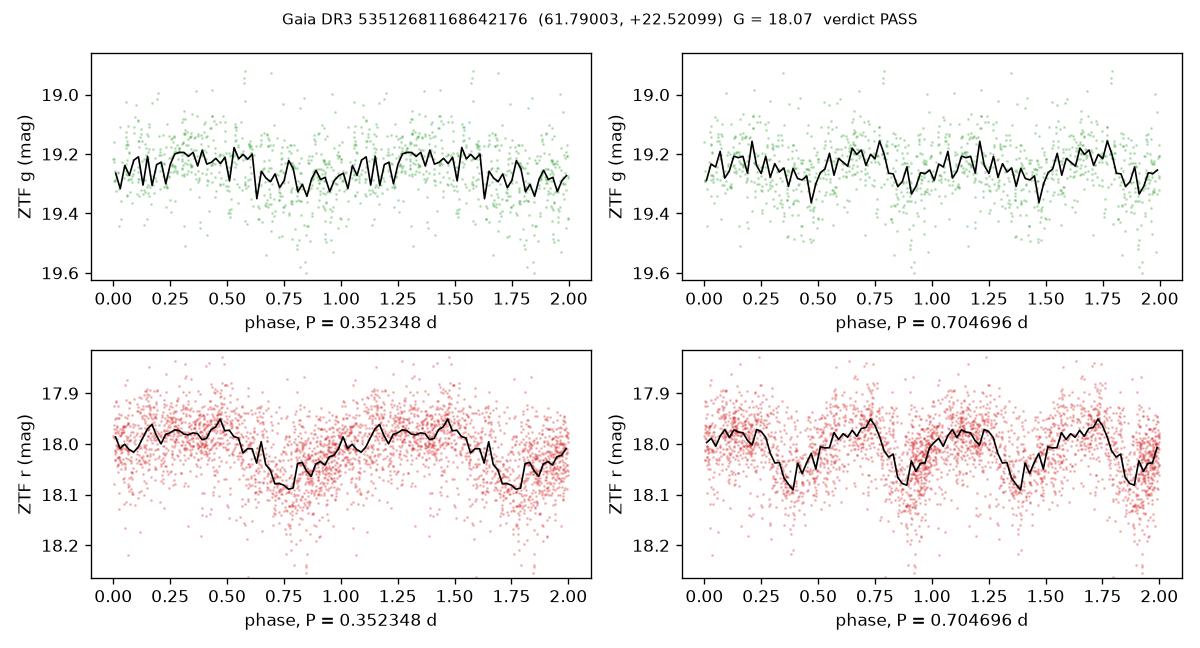 Gaia DR3 53512681168642176 (61.79003, +22.52099) G = 18.07 verdict PASS
ZTF g (mag)
19.0
19.2
19.4
19.6
0.00 0.25 0.50 0.75 1.00 1.25 1.50 1.75 2.00
phase, P = 0.352348 d
ZTF g (mag)
19.0
19.2
19.4
19.6
0.00 0.25 0.50 0.75 1.00 1.25 1.50 1.75 2.00
phase, P = 0.704696 d
ZTF r (mag)
17.9
18.0
18.1
18.2
0.00 0.25 0.50 0.75 1.00 1.25 1.50 1.75 2.00
phase, P = 0.352348 d
ZTF r (mag)
17.9
18.0
18.1
18.2
0.00 0.25 0.50 0.75 1.00 1.25 1.50 1.75 2.00
phase, P = 0.704696 d